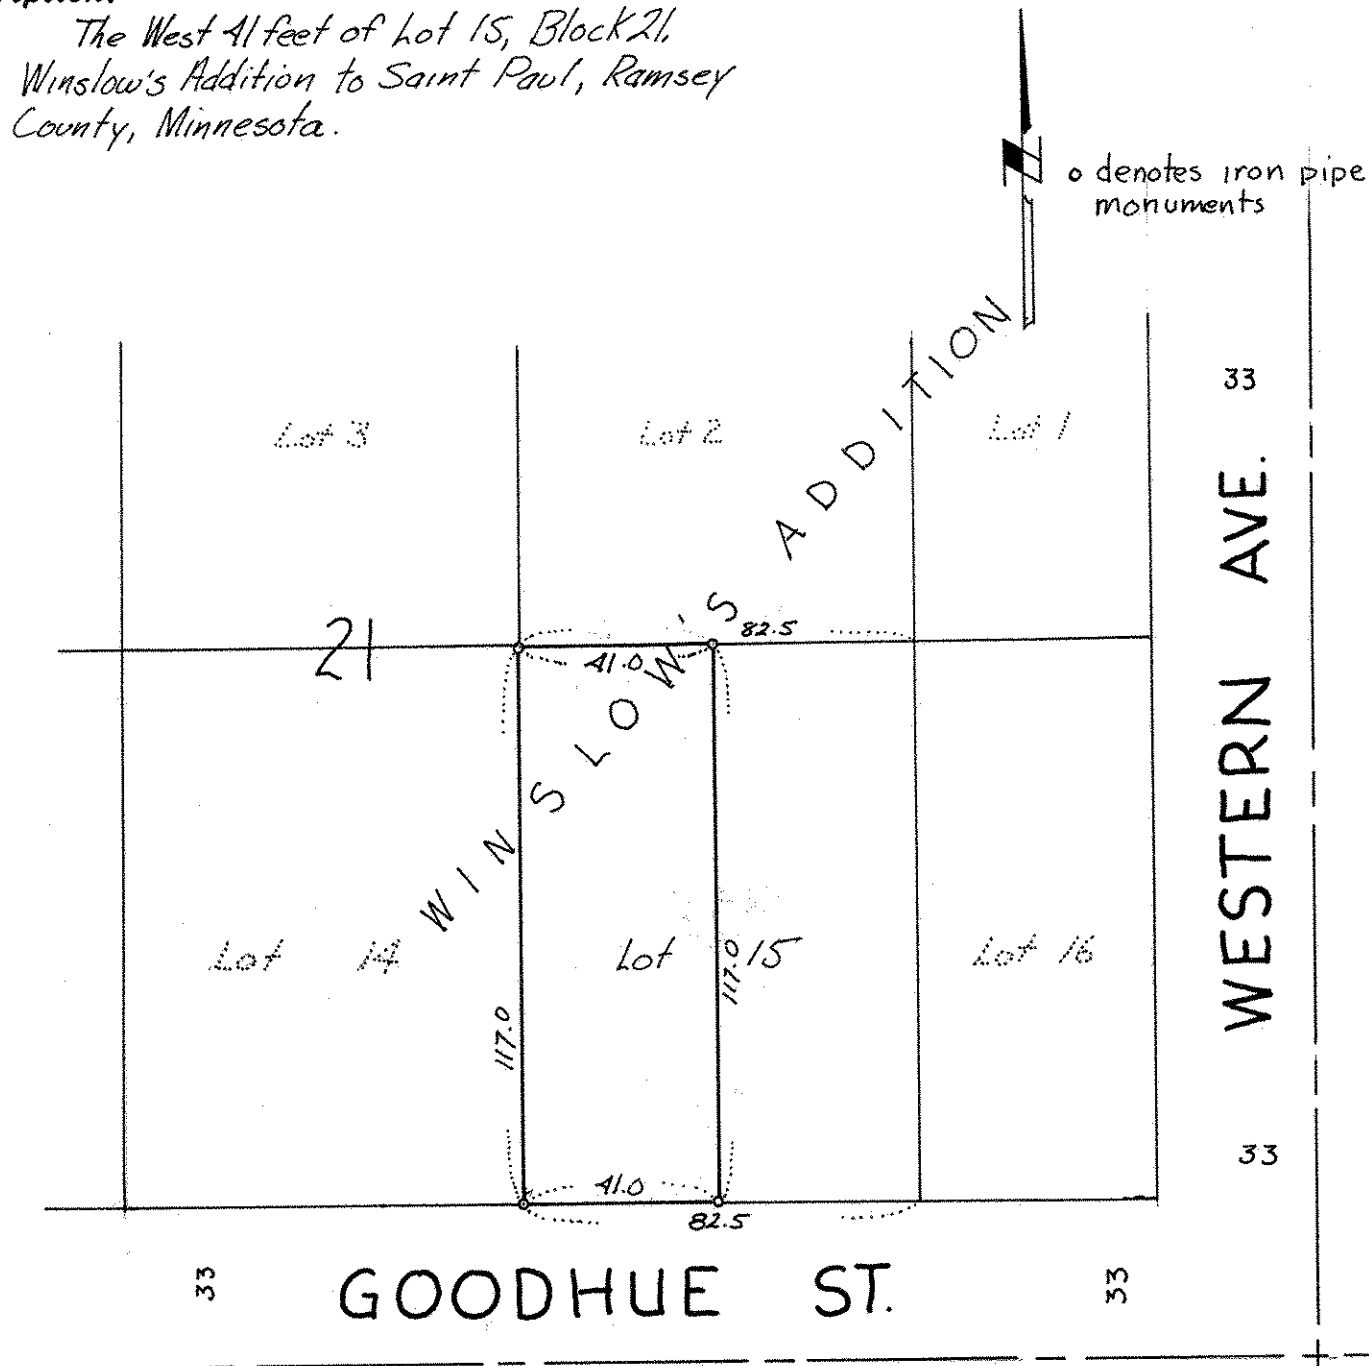 The West 41 feet of Lot 15, Block 21,
Winslow's Addition to Saint Paul, Ramsey
County, Minnesota.
N
o denotes iron pipe
monuments
33
Lot 3
Lot 2
Lot 1
WESTERN AVE.
WINSLOW'S ADDITION
21
82.5
41.0
Lot 14
Lot 15
Lot 16
117.0
117.0
33
41.0
82.5
33
GOODHUE ST.
33